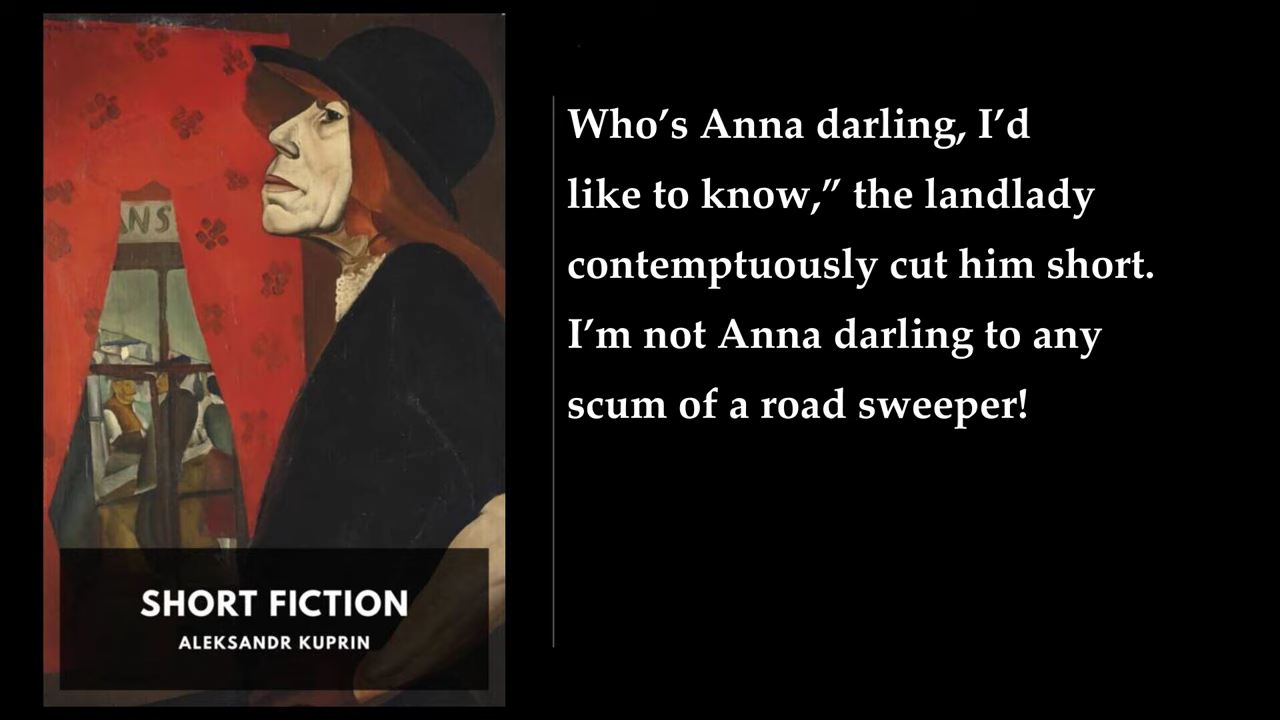 ANS
SHORT FICTION
ALEKSANDR KUPRIN
Who’s Anna darling, I’d
like to know,” the landlady
contemptuously cut him short.
I’m not Anna darling to any
scum of a road sweeper!